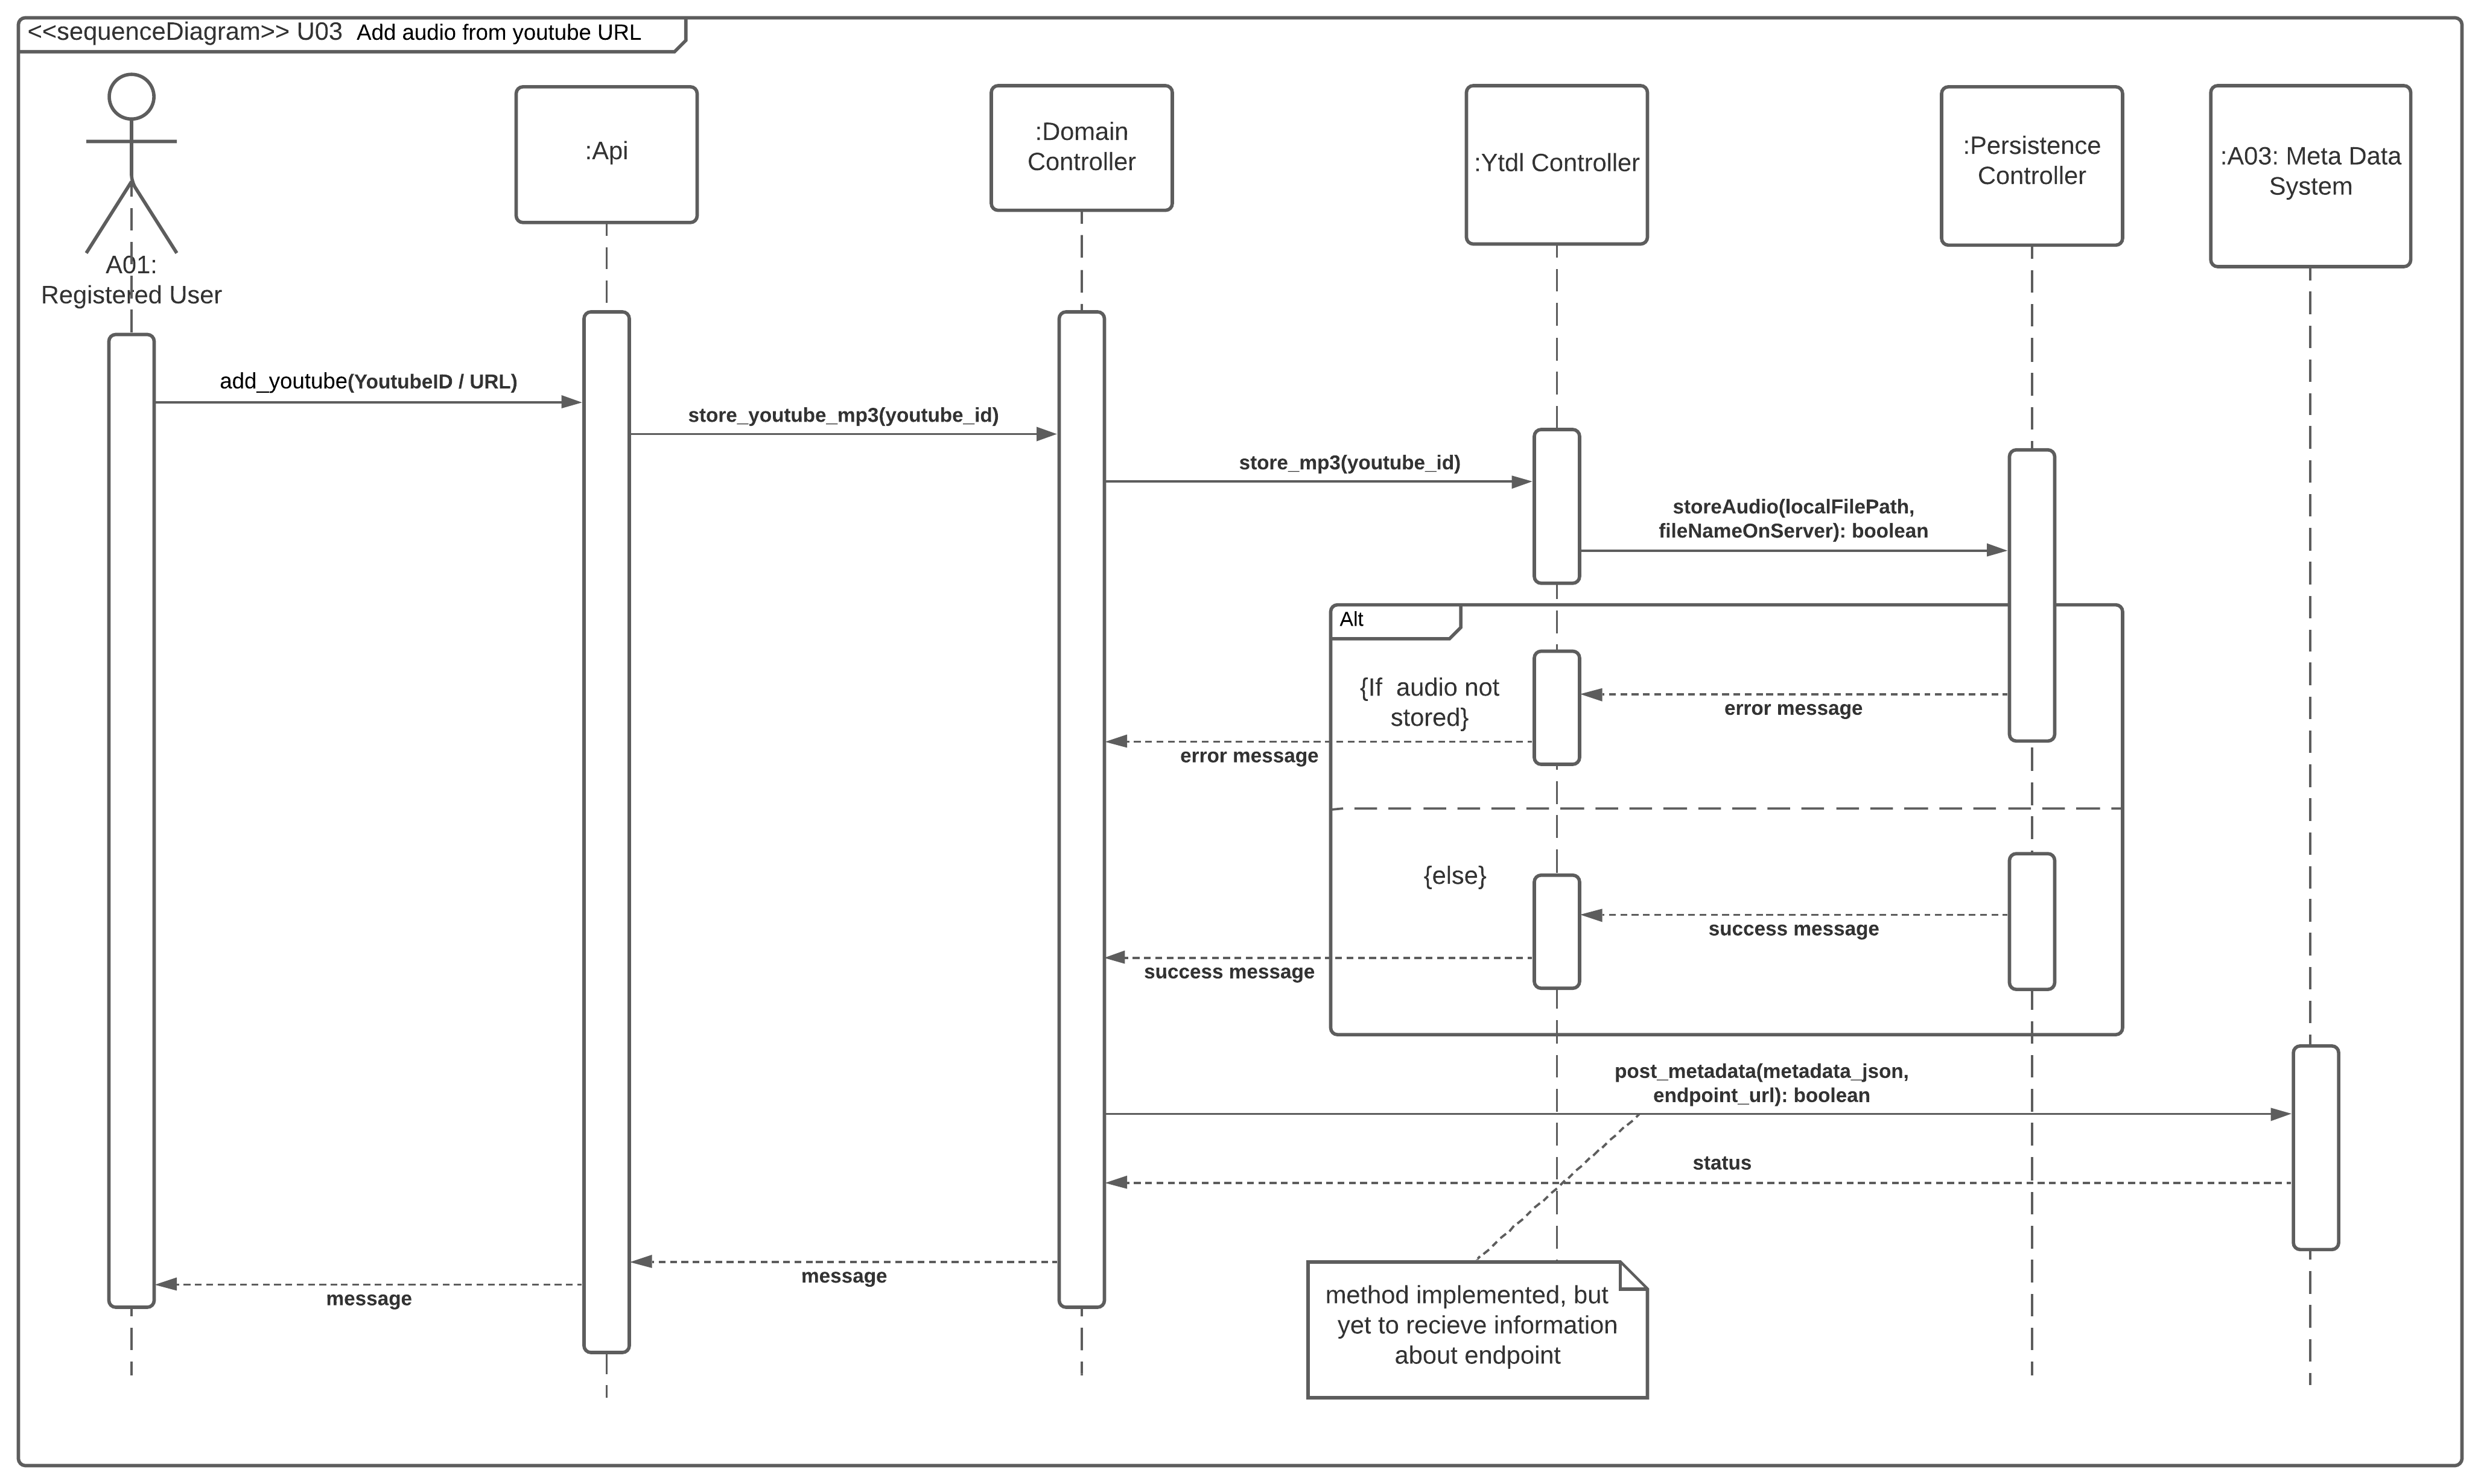 <<sequenceDiagram>> U03  Add audio from youtube URL
A01:
Registered User
:Api
:Domain
Controller
:Ytdl Controller
:Persistence
Controller
:A03: Meta Data
System
add_youtube(YoutubeID / URL)
store_youtube_mp3(youtube_id)
store_mp3(youtube_id)
storeAudio(localFilePath,
fileNameOnServer): boolean
Alt
{If  audio not
stored}
error message
error message
{else}
success message
success message
post_metadata(metadata_json,
endpoint_url): boolean
status
message
message
method implemented, but
yet to recieve information
about endpoint